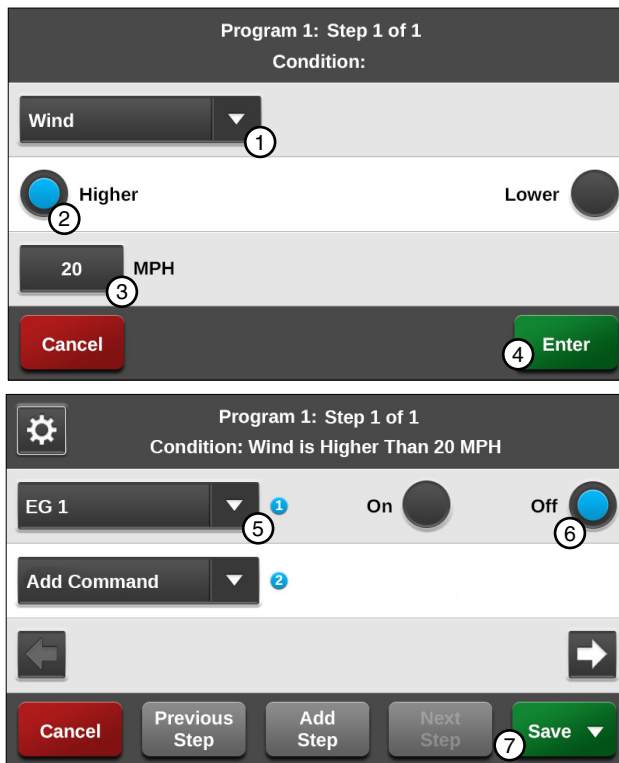 Program 1: Step 1 of 1
Condition:
Wind
1
Higher
Lower
2
20 MPH
3
Cancel
Enter
4
Program 1: Step 1 of 1
Condition: Wind is Higher Than 20 MPH
EG 1
1
On
Off
5
6
Add Command
2
Cancel
Previous
Step
Add
Step
Next
Step
7
Save